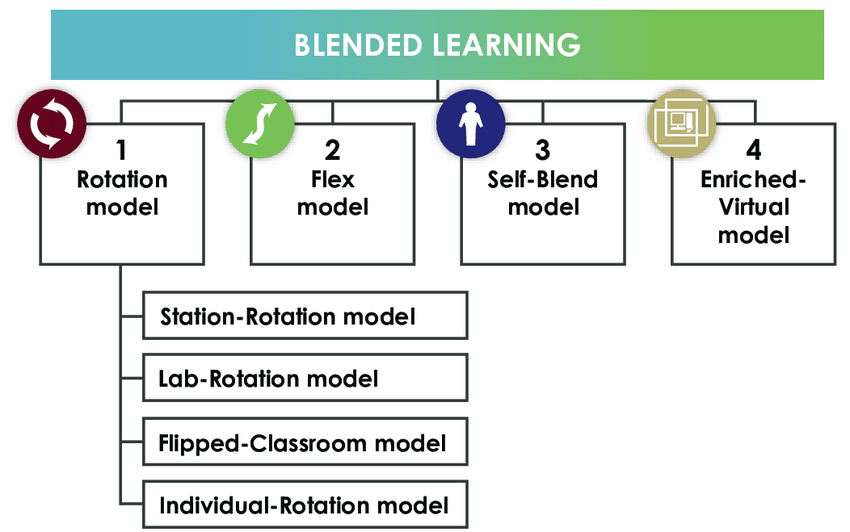 BLENDED LEARNING
1
Rotation
model
2
Flex
model
3
Self-Blend
model
4
Enriched-
Virtual
model
Station-Rotation model
Lab-Rotation model
Flipped-Classroom model
Individual-Rotation model